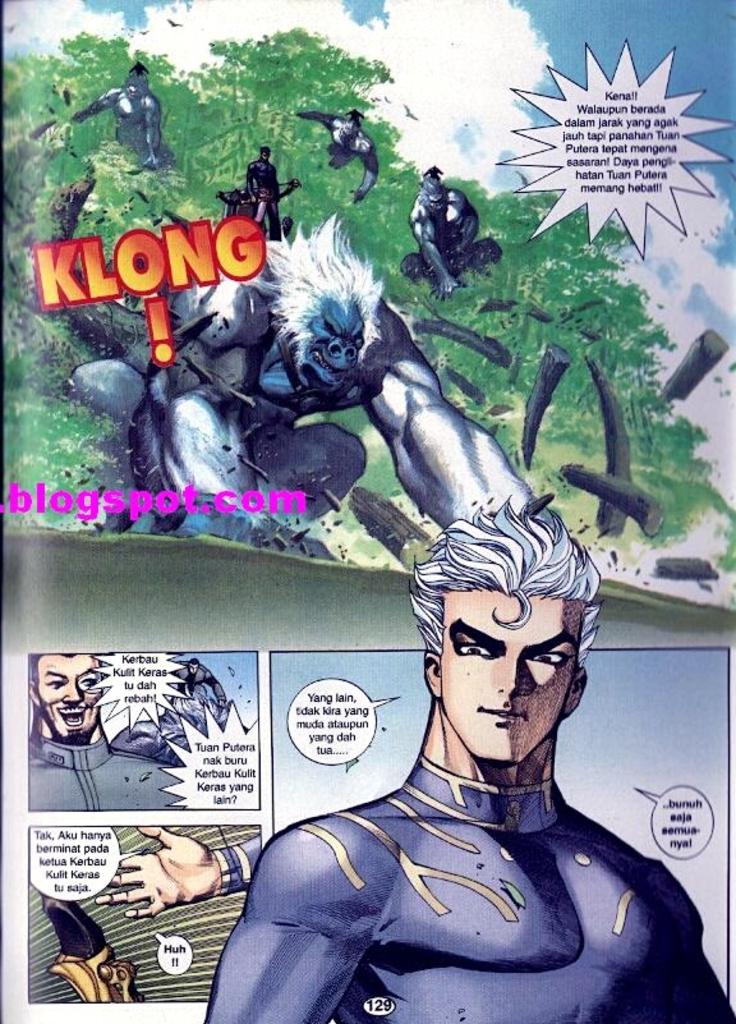 Kena!!
Walaupun berada
dalam jarak yang agak
jauh tapi panahan Tuan
Putera tepat mengena
sasaran! Daya pengli-
hatan Tuan Putera
memang hebat!!
KLONG
!
.blogspot.com
Kerbau
Kulit Keras
tu dah
rebah!
Tuan Putera
nak buru
Kerbau Kulit
Keras yang
lain?
Yang lain,
tidak kira yang
muda ataupun
yang dah
tua.....
..bunuh
saja
semua-
nya!
Tak, Aku hanya
berminat pada
ketua Kerbau
Kulit Keras
tu saja.
Huh
!!
129